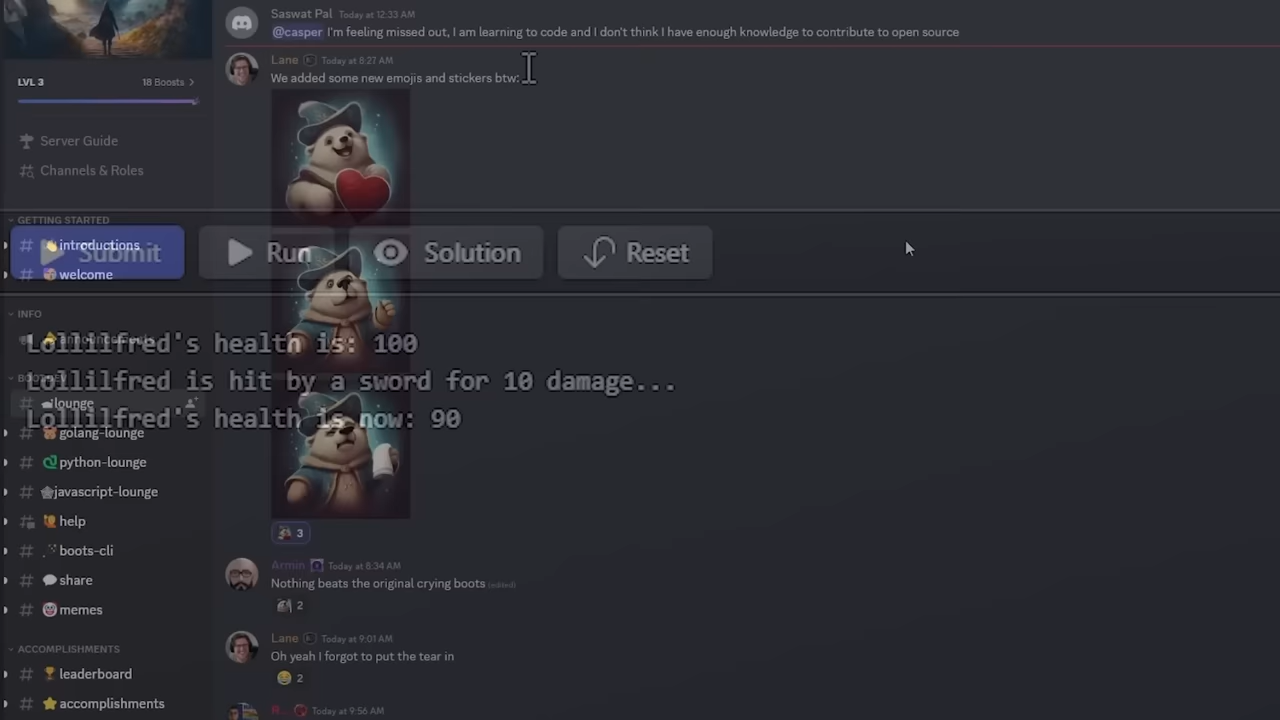 Saswat Pal Today at 12:33 AM
@casper I'm feeling missed out, I am learning to code and I don't think I have enough knowledge to contribute to open source
Lane Today at 8:27 AM
We added some new emojis and stickers btw:
LVL 3 18 Boosts >
Server Guide
Channels & Roles
GETTING STARTED
# introductions
# welcome
Submit Run Solution Reset
INFO
announcements
Lollilfred's health is: 100
Lollilfred is hit by a sword for 10 damage...
Lollilfred's health is now: 90
# lounge
# golang-lounge
# python-lounge
# javascript-lounge
# help
# boots-cli
# share
# memes
3
Armin Today at 8:34 AM
Nothing beats the original crying boots (edited)
2
Lane Today at 9:01 AM
Oh yeah I forgot to put the tear in
2
ACCOMPLISHMENTS
# leaderboard
# accomplishments
Today at 9:56 AM